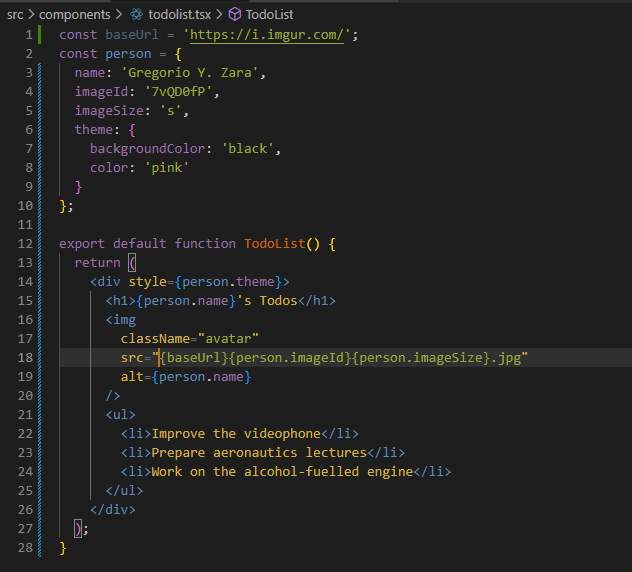 src > components > todolist.tsx > TodoList
1 const baseUrl = 'https://i.imgur.com/';
2 const person = {
3   name: 'Gregorio Y. Zara',
4   imageId: '7vQD0fP',
5   imageSize: 's',
6   theme: {
7     backgroundColor: 'black',
8     color: 'pink'
9   }
10 };
11
12 export default function TodoList() {
13   return (
14     <div style={person.theme}>
15       <h1>{person.name}'s Todos</h1>
16       <img
17         className="avatar"
18         src="{baseUrl}{person.imageId}{person.imageSize}.jpg"
19         alt={person.name}
20       />
21       <ul>
22         <li>Improve the videophone</li>
23         <li>Prepare aeronautics lectures</li>
24         <li>Work on the alcohol-fuelled engine</li>
25       </ul>
26     </div>
27   );
28 }